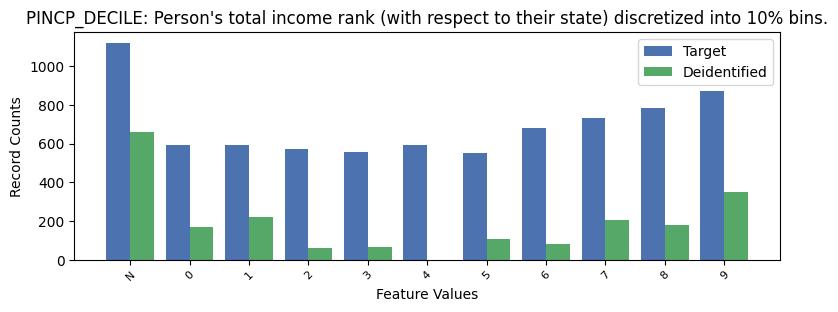 PINCP_DECILE: Person's total income rank (with respect to their state) discretized into 10% bins.
Target
Deidentified
1000
800
600
400
200
0
Record Counts
N 0 1 2 3 4 5 6 7 8 9
Feature Values